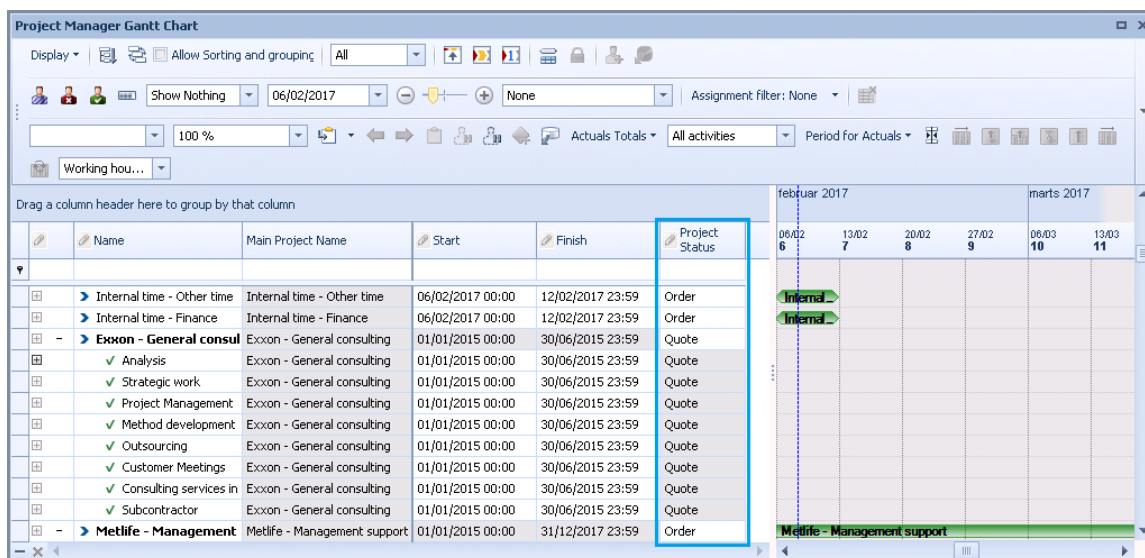 Project Manager Gantt Chart
Display Allow Sorting and grouping All
Show Nothing 06/02/2017 None Assignment filter: None
100 % Actuals Totals All activities Period for Actuals
Working hou...
Drag a column header here to group by that column
februar 2017 marts 2017
Name Main Project Name Start Finish Project Status
06/02 13/02 20/02 27/02 06/03 13/03
6 7 8 9 10 11
Internal time - Other time Internal time - Other time 06/02/2017 00:00 12/02/2017 23:59 Order Internal_
Internal time - Finance Internal time - Finance 06/02/2017 00:00 12/02/2017 23:59 Order Internal_
Exxon - General consul Exxon - General consulting 01/01/2015 00:00 30/06/2015 23:59 Quote
Analysis Exxon - General consulting 01/01/2015 00:00 30/06/2015 23:59 Quote
Strategic work Exxon - General consulting 01/01/2015 00:00 30/06/2015 23:59 Quote
Project Management Exxon - General consulting 01/01/2015 00:00 30/06/2015 23:59 Quote
Method development Exxon - General consulting 01/01/2015 00:00 30/06/2015 23:59 Quote
Outsourcing Exxon - General consulting 01/01/2015 00:00 30/06/2015 23:59 Quote
Customer Meetings Exxon - General consulting 01/01/2015 00:00 30/06/2015 23:59 Quote
Consulting services in Exxon - General consulting 01/01/2015 00:00 30/06/2015 23:59 Quote
Subcontractor Exxon - General consulting 01/01/2015 00:00 30/06/2015 23:59 Quote
Metlife - Management Metlife - Management support 01/01/2015 00:00 31/12/2017 23:59 Order Metlife - Management support